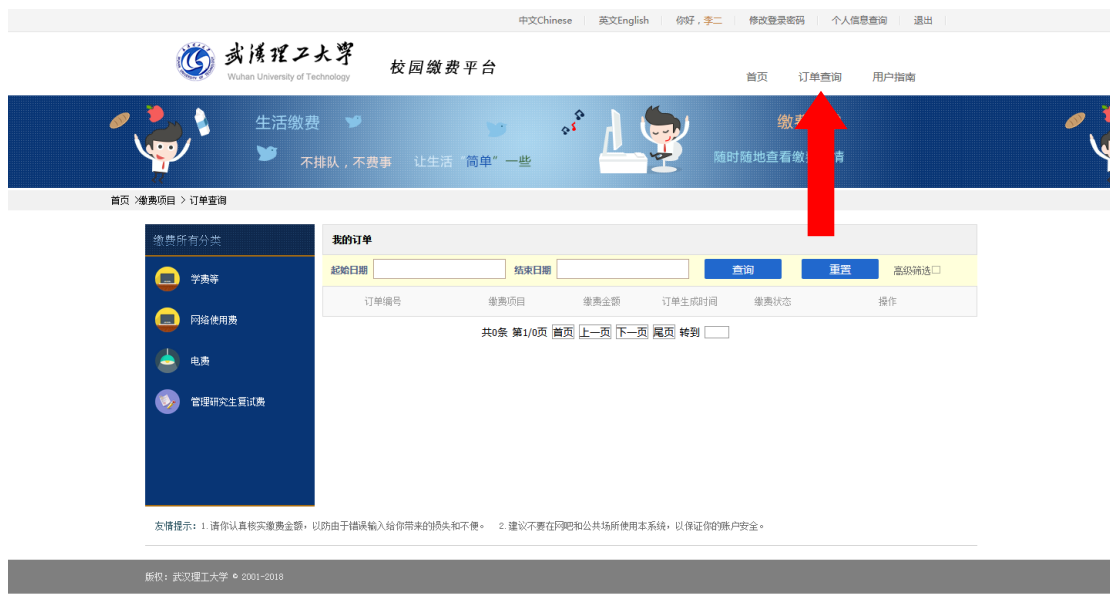 中文Chinese 英文English 你好，李二 修改登录密码 个人信息查询 退出
武汉理工大学 校园缴费平台
Wuhan University of Technology
首页 订单查询 用户指南
生活缴费
不排队，不费事 让生活“简单”一些
缴费
随时随地查看缴
首页 >缴费项目 > 订单查询
缴费所有分类
学费等
网络使用费
电费
管理研究生复试费
我的订单
起始日期 结束日期 查询 重置 高级筛选
订单编号 缴费项目 缴费金额 订单生成时间 缴费状态 操作
共0条 第1/0页 首页 上一页 下一页 尾页 转到
友情提示：1.请你认真核实缴费金额，以防由于错误输入给你带来的损失和不便。 2.建议不要在网吧和公共场所使用本系统，以保证你的账户安全。
版权：武汉理工大学 © 2001-2018